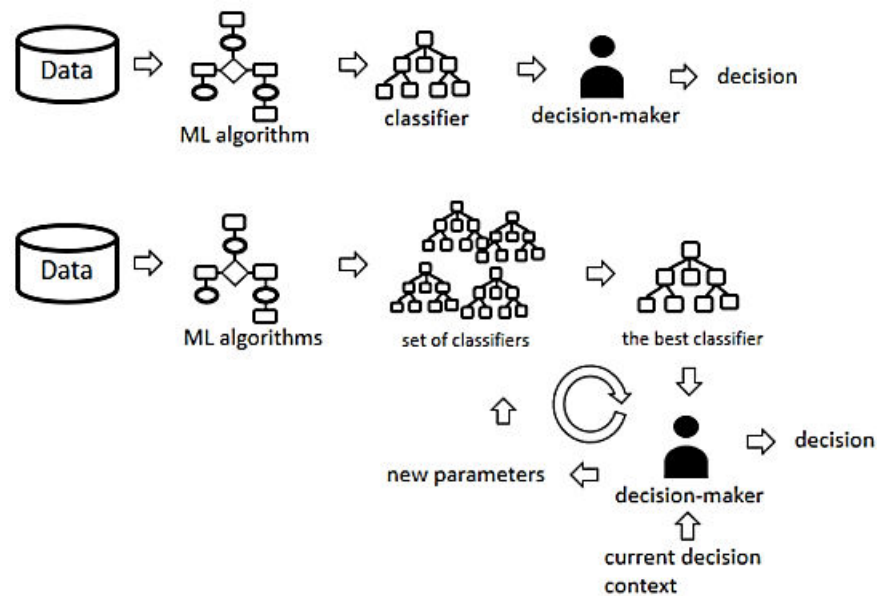 Data
ML algorithm
classifier
decision-maker
decision
Data
ML algorithms
set of classifiers
the best classifier
new parameters
decision-maker
decision
current decision
context